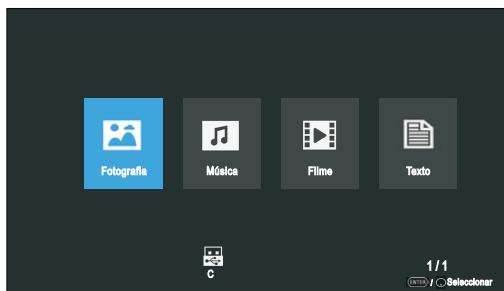 Fotografia
Música
Filme
Texto
C
1 / 1
ENTER / Seleccionar